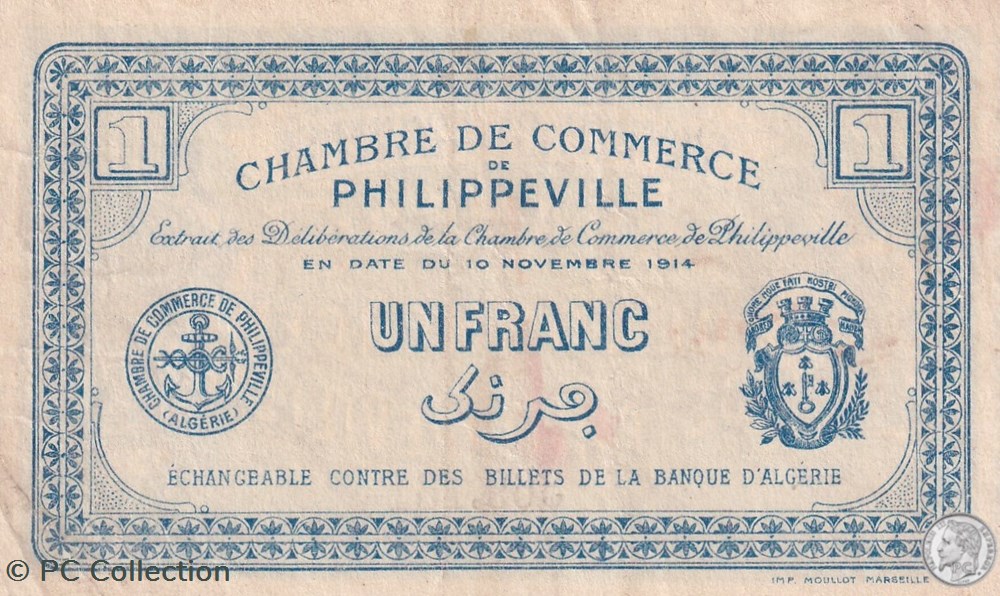 1 1
CHAMBRE DE COMMERCE
DE
PHILIPPEVILLE
Extrait des Délibérations de la Chambre de Commerce de Philippeville
EN DATE DU 10 NOVEMBRE 1914
UN FRANC
فرنك
CHAMBRE DE COMMERCE DE PHILIPPEVILLE
(ALGÉRIE)
FATI NOSTRI
ÉCHANGEABLE CONTRE DES BILLETS DE LA BANQUE D'ALGÉRIE
IMP. MOULLOT MARSEILLE
© PC Collection